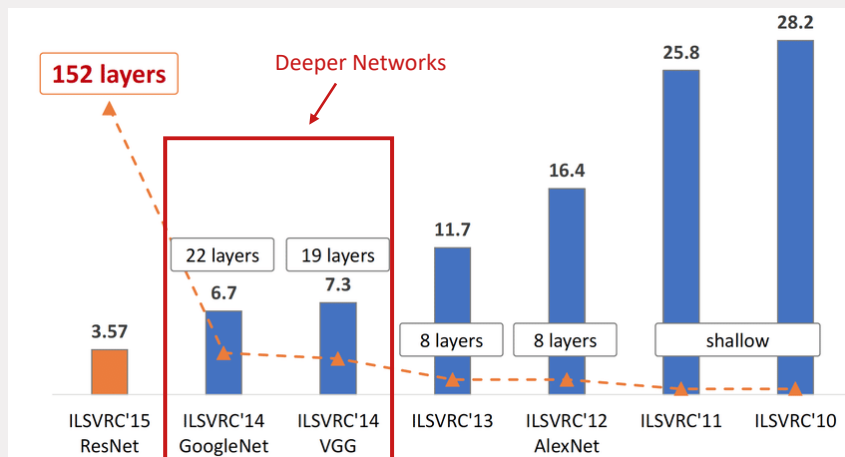 28.2
25.8
Deeper Networks
152 layers
16.4
11.7
22 layers
19 layers
6.7
7.3
3.57
8 layers
8 layers
shallow
ILSVRC'15
ResNet
ILSVRC'14
GoogleNet
ILSVRC'14
VGG
ILSVRC'13
ILSVRC'12
AlexNet
ILSVRC'11
ILSVRC'10